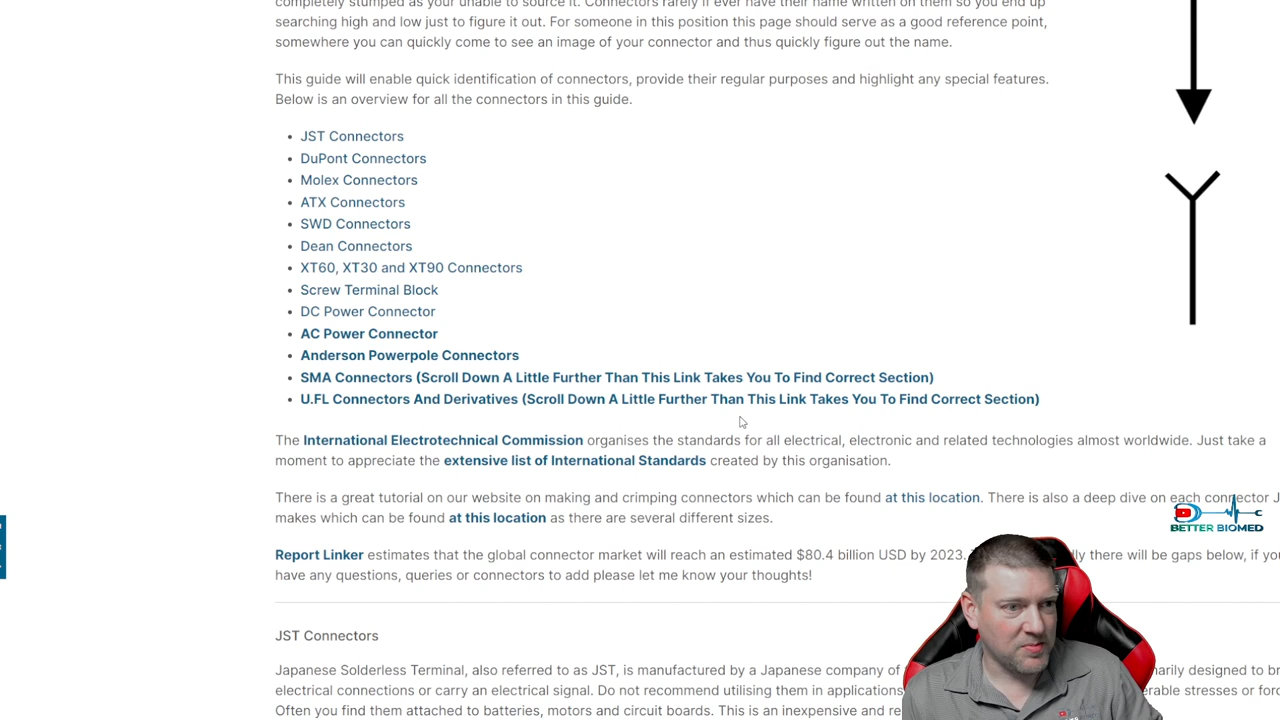 completely stumped as your unable to source it. Connectors rarely if ever have their name written on them so you end up
searching high and low just to figure it out. For someone in this position this page should serve as a good reference point,
somewhere you can quickly come to see an image of your connector and thus quickly figure out the name.
This guide will enable quick identification of connectors, provide their regular purposes and highlight any special features.
Below is an overview for all the connectors in this guide.
JST Connectors
DuPont Connectors
Molex Connectors
ATX Connectors
SWD Connectors
Dean Connectors
XT60, XT30 and XT90 Connectors
Screw Terminal Block
DC Power Connector
AC Power Connector
Anderson Powerpole Connectors
SMA Connectors (Scroll Down A Little Further Than This Link Takes You To Find Correct Section)
U.FL Connectors And Derivatives (Scroll Down A Little Further Than This Link Takes You To Find Correct Section)
The International Electrotechnical Commission organises the standards for all electrical, electronic and related technologies almost worldwide. Just take a
moment to appreciate the extensive list of International Standards created by this organisation.
There is a great tutorial on our website on making and crimping connectors which can be found at this location. There is also a deep dive on each connector J
makes which can be found at this location as there are several different sizes.
BETTER BIOMED
Report Linker estimates that the global connector market will reach an estimated $80.4 billion USD by 2023. there will be gaps below, if yo
have any questions, queries or connectors to add please let me know your thoughts!
JST Connectors
Japanese Solderless Terminal, also referred to as JST, is manufactured by a Japanese company of designed to br
electrical connections or carry an electrical signal. Do not recommend utilising them in applications stresses or forc
Often you find them attached to batteries, motors and circuit boards. This is an inexpensive and re